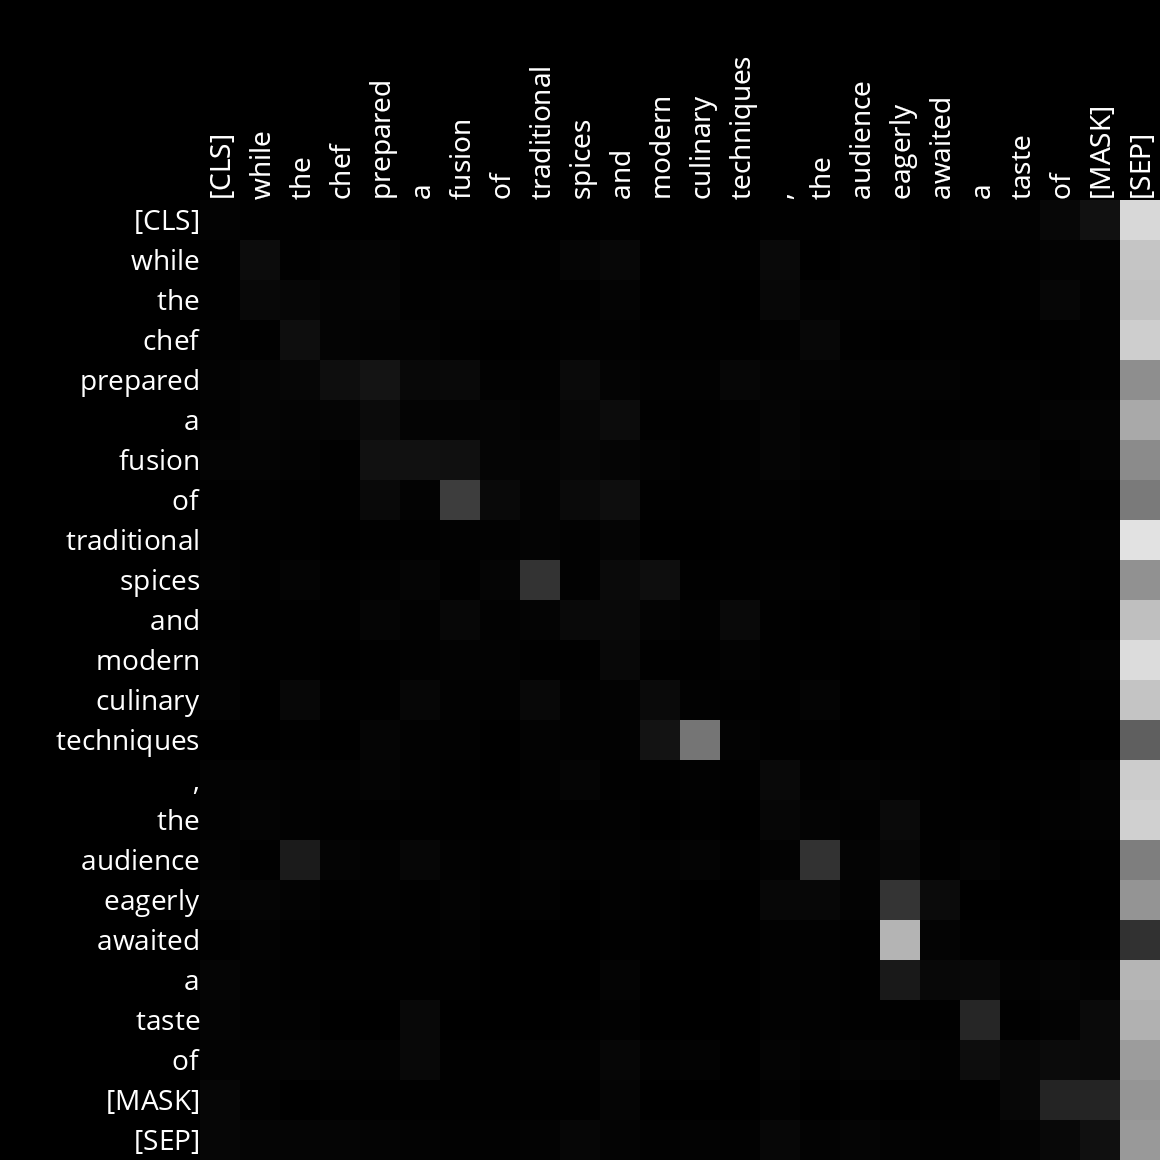 [CLS] while the chef prepared a fusion of traditional spices and modern culinary techniques , the audience eagerly awaited a taste of [MASK] [SEP]
[CLS]
while
the
chef
prepared
a
fusion
of
traditional
spices
and
modern
culinary
techniques
,
the
audience
eagerly
awaited
a
taste
of
[MASK]
[SEP]